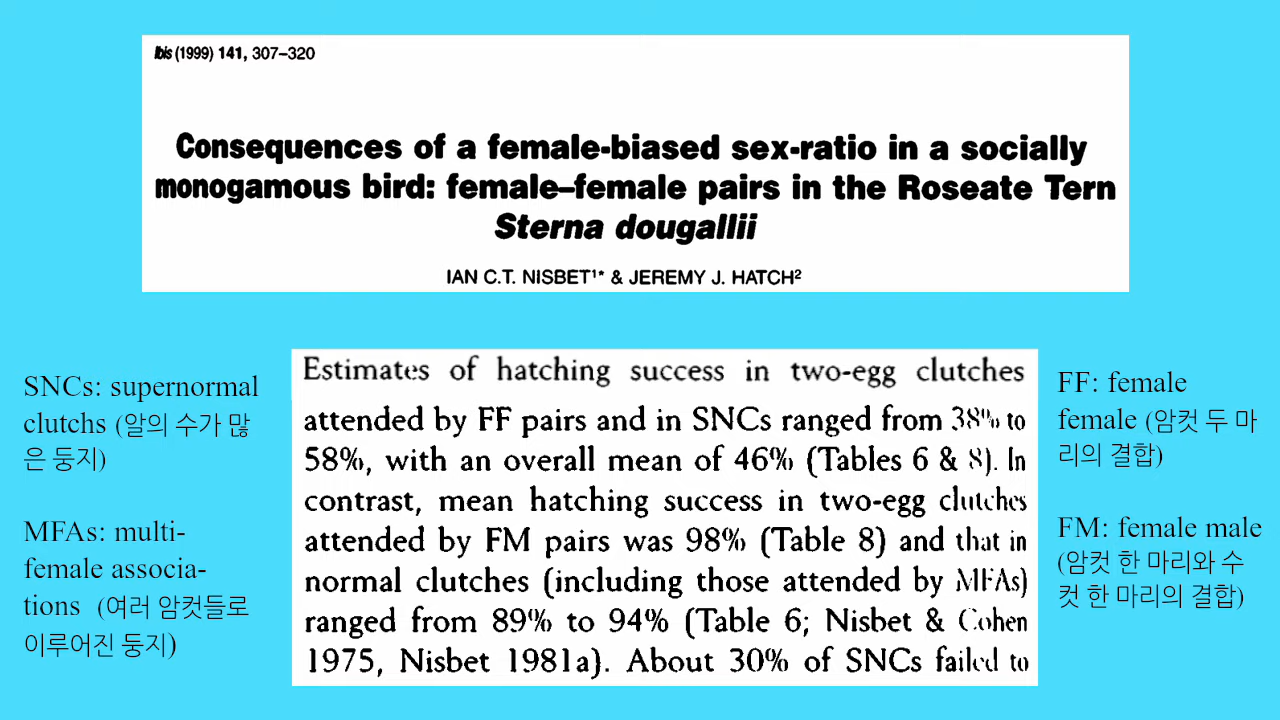 Ibis (1999) 141, 307–320
Consequences of a female-biased sex-ratio in a socially
monogamous bird: female–female pairs in the Roseate Tern
Sterna dougallii
IAN C.T. NISBET¹* & JEREMY J. HATCH²
SNCs: supernormal
clutchs (알의 수가 많
은 둥지)
MFAs: multi-
female associa-
tions (여러 암컷들로
이루어진 둥지)
Estimates of hatching success in two-egg clutches
attended by FF pairs and in SNCs ranged from 38% to
58%, with an overall mean of 46% (Tables 6 & 8). In
contrast, mean hatching success in two-egg clutches
attended by FM pairs was 98% (Table 8) and that in
normal clutches (including those attended by MFAs)
ranged from 89% to 94% (Table 6; Nisbet & Cohen
1975, Nisbet 1981a). About 30% of SNCs failed to
FF: female
female (암컷 두 마
리의 결합)
FM: female male
(암컷 한 마리와 수
컷 한 마리의 결합)